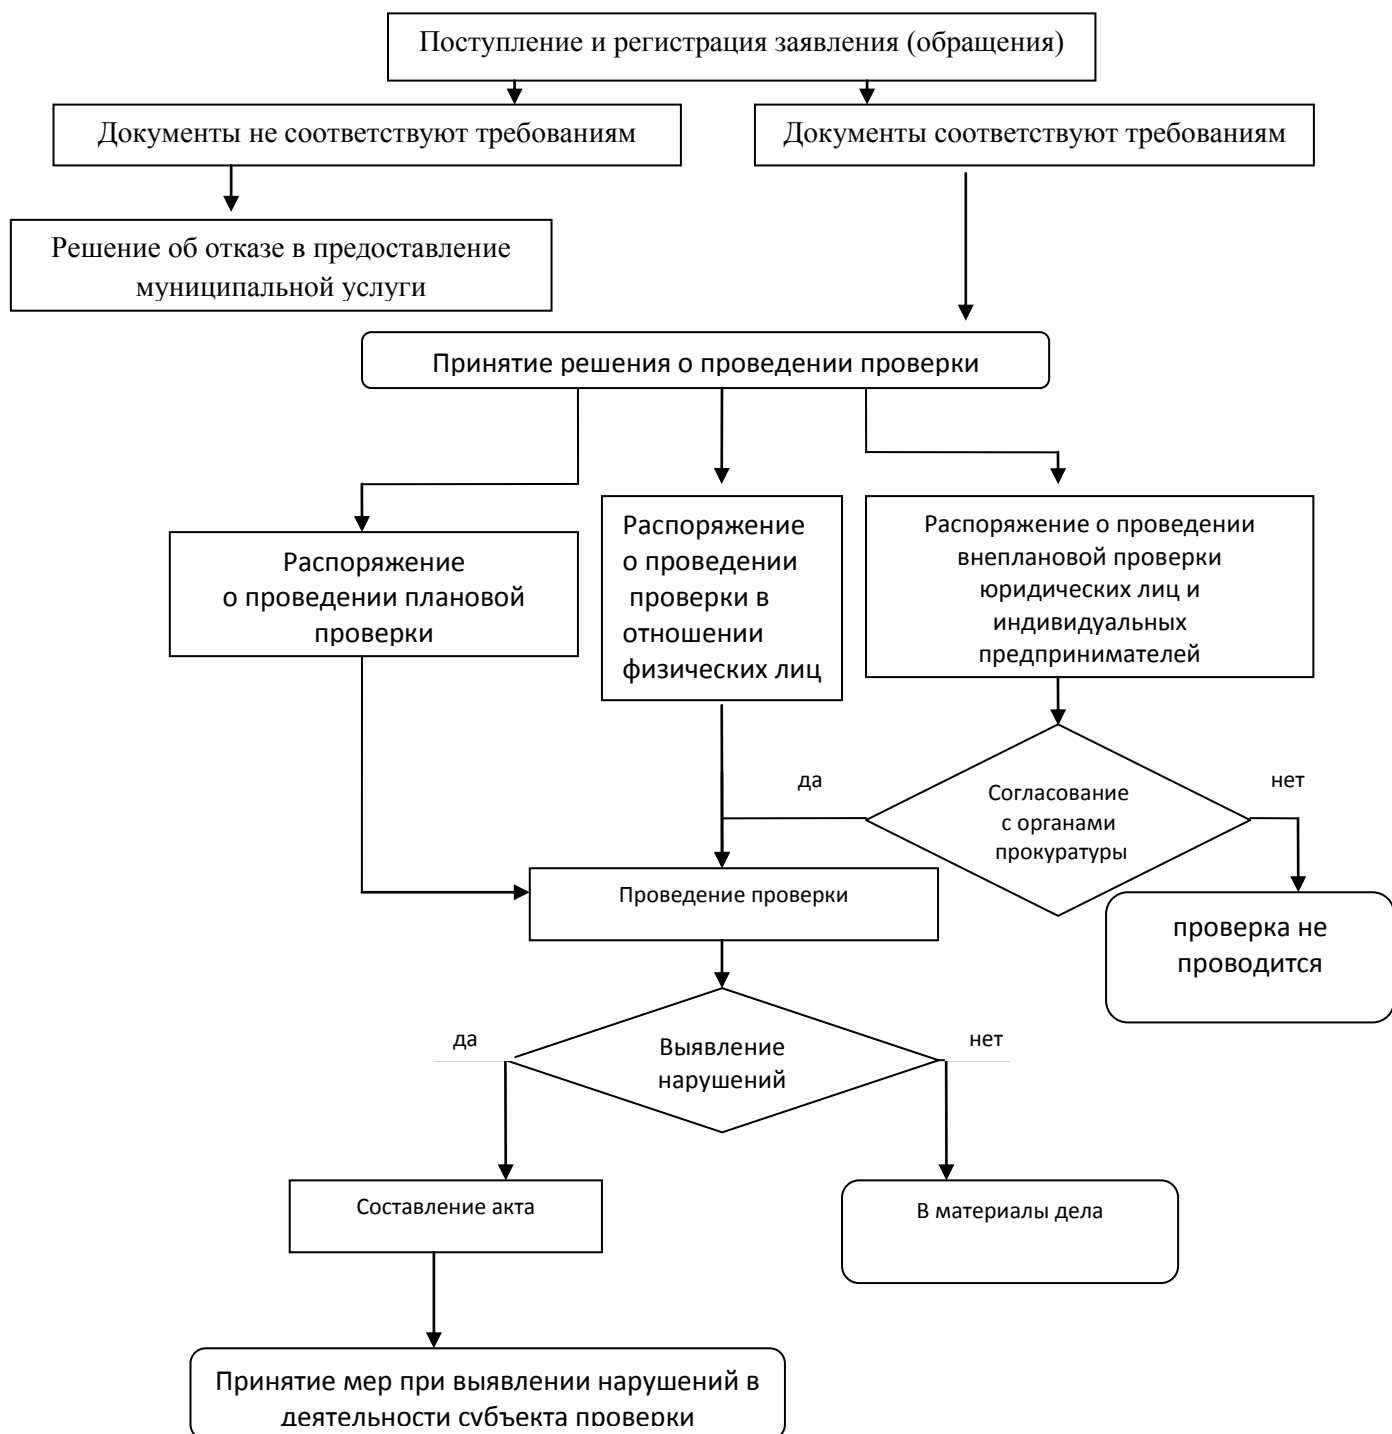 Поступление и регистрация заявления (обращения)
Документы не соответствуют требованиям
Документы соответствуют требованиям
Решение об отказе в предоставление
муниципальной услуги
Принятие решения о проведении проверки
Распоряжение
о проведении плановой
проверки
Распоряжение
о проведении
проверки в
отношении
физических лиц
Распоряжение о проведении
внеплановой проверки
юридических лиц и
индивидуальных
предпринимателей
да
Согласование
с органами
прокуратуры
нет
Проведение проверки
проверка не
проводится
да
Выявление
нарушений
нет
Составление акта
В материалы дела
Принятие мер при выявлении нарушений в
деятельности субъекта проверки